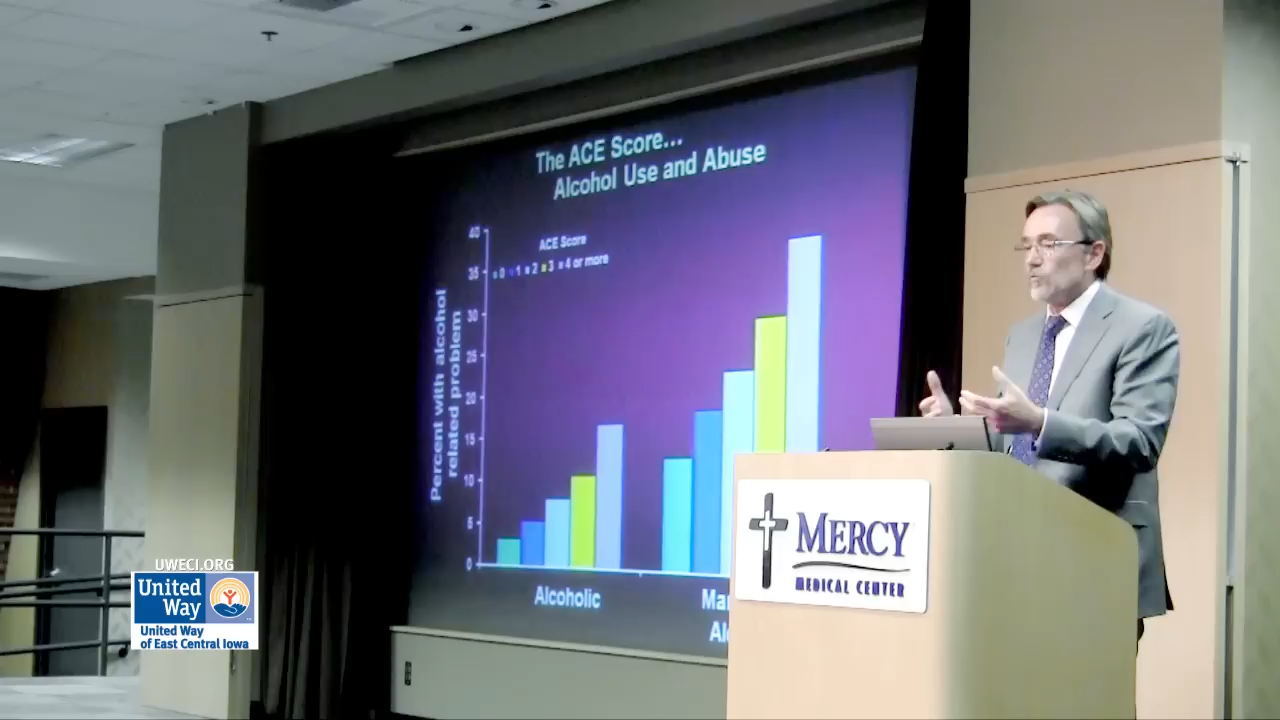 The ACE Score...
Alcohol Use and Abuse
ACE Score
0 1 2 3 4 or more
40
35
30
25
20
15
10
5
0
Percent with alcohol
related problem
Alcoholic
MERCY
MEDICAL CENTER
UWECI.ORG
United
Way
United Way
of East Central Iowa